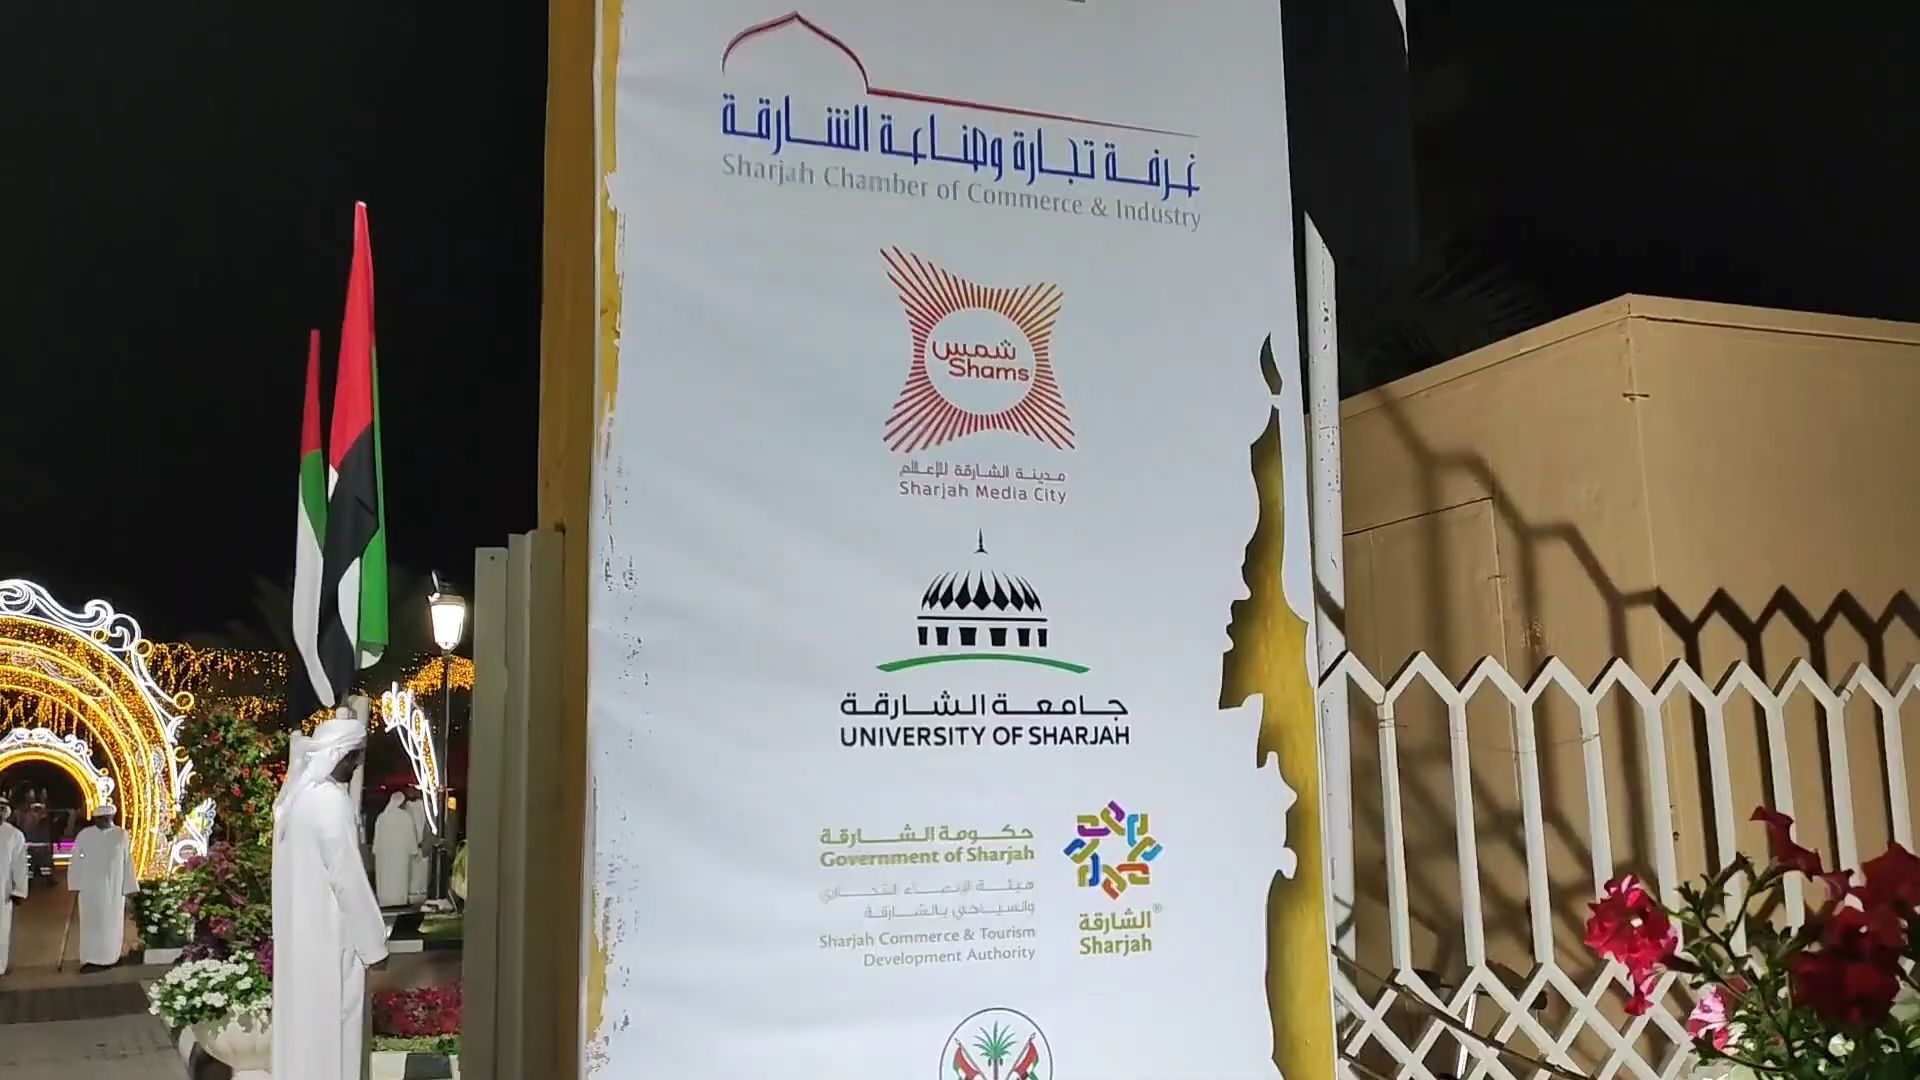 غرفة تجارة وصناعة الشارقة
Sharjah Chamber of Commerce & Industry
شمس
Shams
مدينة الشارقة للإعلام
Sharjah Media City
جامعة الشارقة
UNIVERSITY OF SHARJAH
حكومة الشارقة
Government of Sharjah
هيئة الإنماء التجاري
والسياحي بالشارقة
Sharjah Commerce & Tourism
Development Authority
الشارقة®
Sharjah